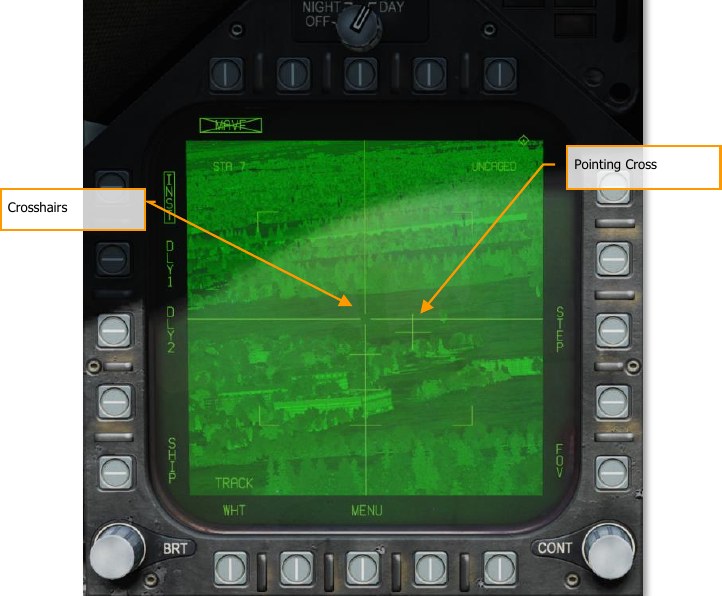 NIGHT
DAY
OFF
MAVF
STA 7
UNCAGED
Pointing Cross
Crosshairs
INST
DLY1
DLY2
STEP
SHIP
FOV
TRACK
WHT
MENU
BRT
CONT